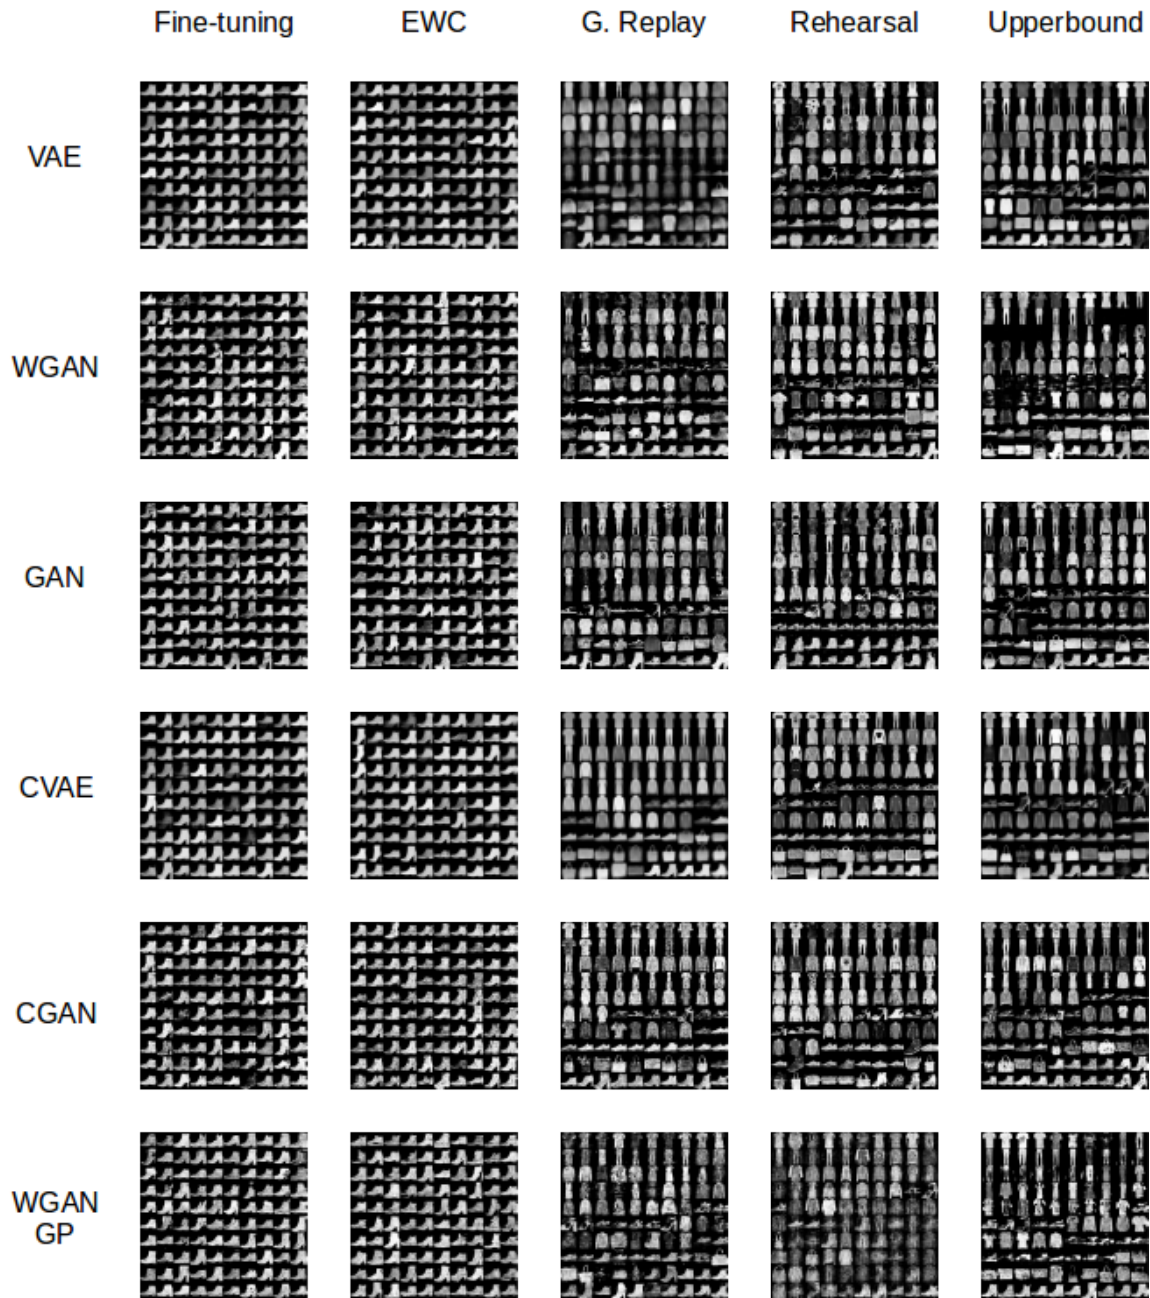 Fine-tuning EWC G. Replay Rehearsal Upperbound
VAE
WGAN
GAN
CVAE
CGAN
WGAN
GP